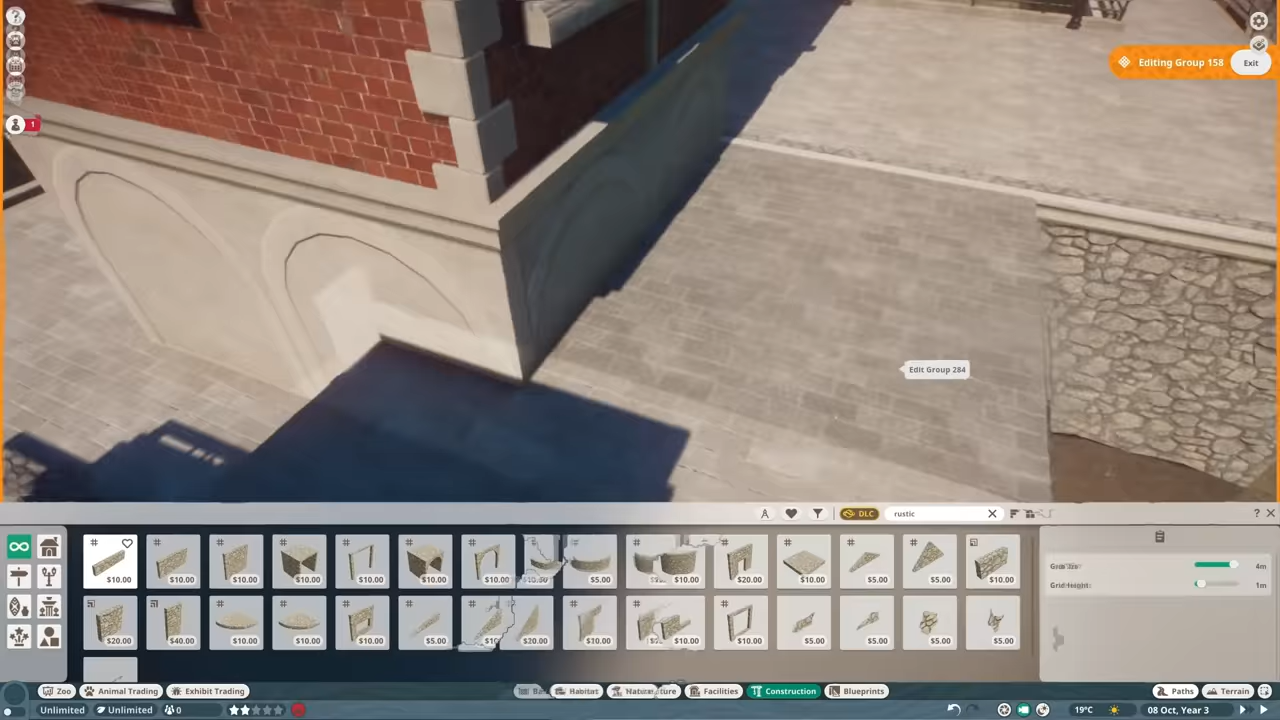 Editing Group 158
Exit
1
Edit Group 284
DLC
rustic
$10.00 $10.00 $10.00 $10.00 $10.00 $10.00 $10.00 $5.00 $10.00 $20.00 $10.00 $5.00 $5.00 $10.00
4m
Grid Height: 1m
$20.00 $40.00 $10.00 $10.00 $10.00 $5.00 $20.00 $10.00 $10.00 $10.00 $5.00 $5.00 $5.00 $5.00
Zoo Animal Trading Exhibit Trading Habitat Facilities Construction Blueprints Paths Terrain
Unlimited Unlimited 0 19°C 08 Oct, Year 3